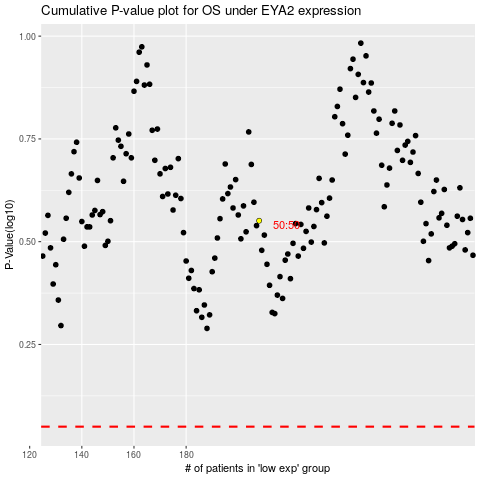 Cumulative P-value plot for OS under EYA2 expression
P-Value(log10)
1.00
0.75
0.50
0.25
50:50
120 140 160 180
# of patients in 'low exp' group